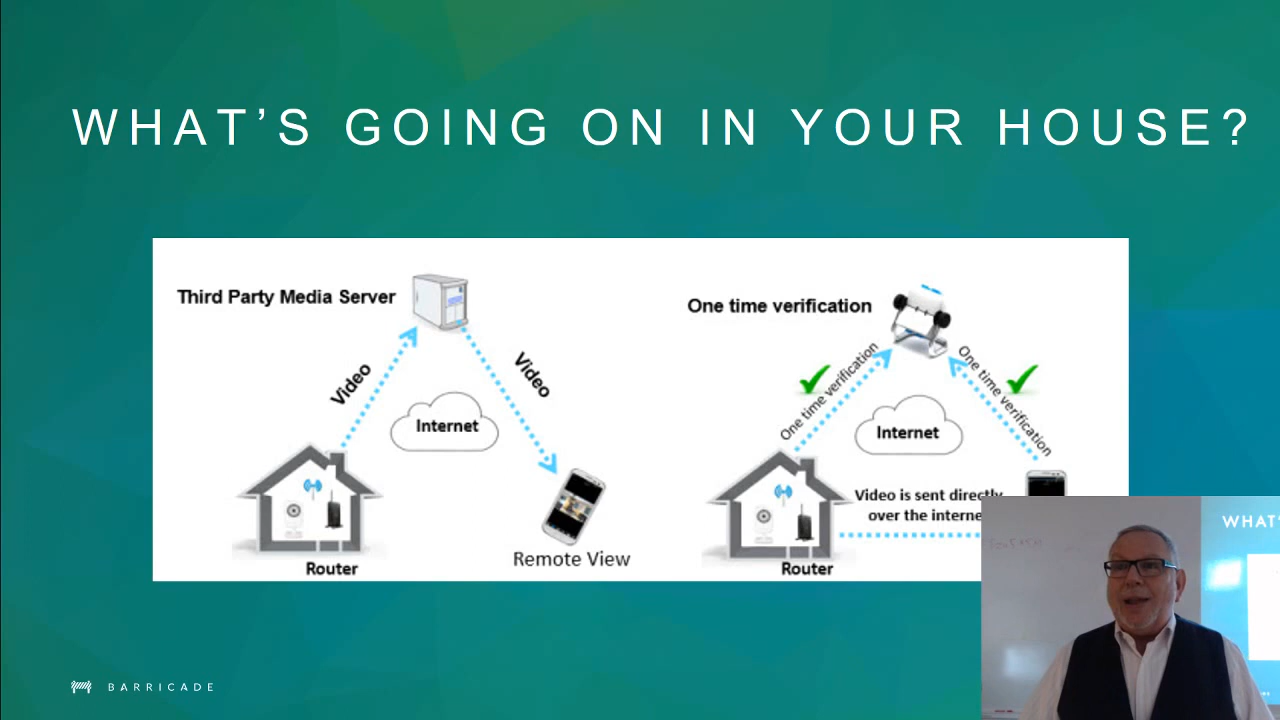 WHAT'S GOING ON IN YOUR HOUSE?
Third Party Media Server
Video
Video
Internet
Router
Remote View
One time verification
One time verification
One time verification
Internet
Video is sent directly
over the interne
Router
WHAT'
BARRICADE